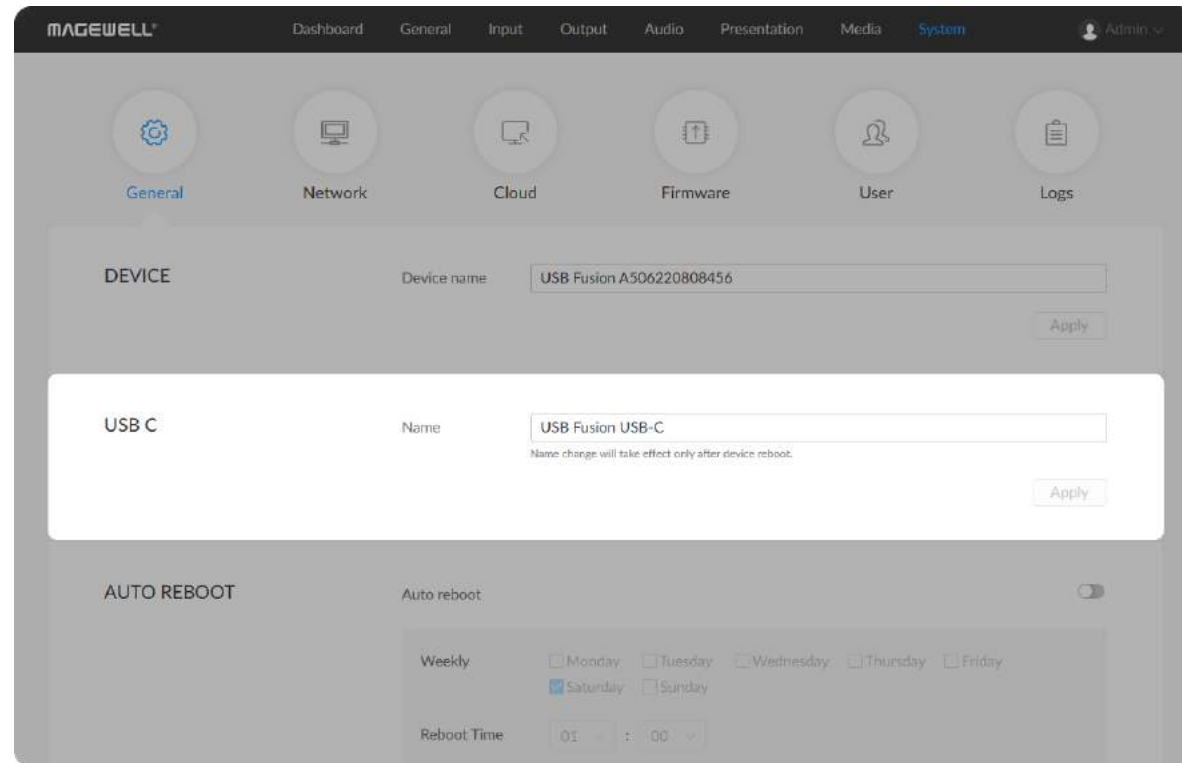 MAGEWELL® Dashboard General Input Output Audio Presentation Media System Admin
General Network Cloud Firmware User Logs
DEVICE Device name USB Fusion A506220808456
Apply
USB C Name USB Fusion USB-C
Name change will take effect only after device reboot.
Apply
AUTO REBOOT Auto reboot
Weekly Monday Tuesday Wednesday Thursday Friday
Saturday Sunday
Reboot Time 01 : 00